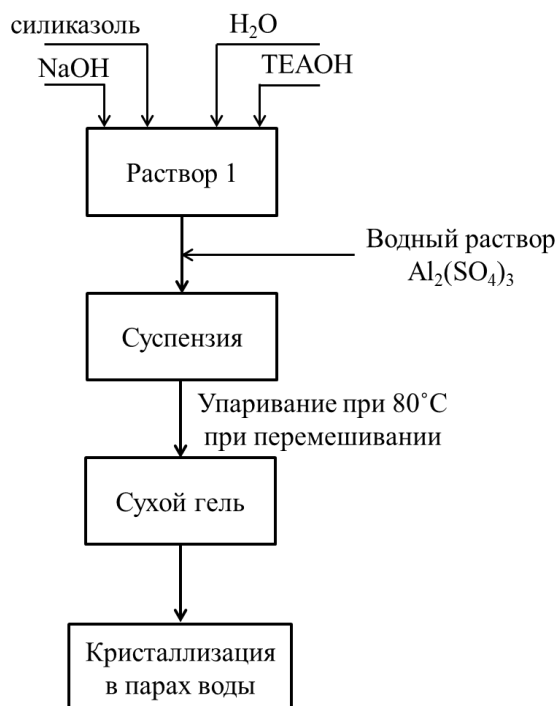 силиказоль
H₂O
NaOH
TEAOH
Раствор 1
Водный раствор
Al₂(SO₄)₃
Суспензия
Упаривание при 80˚C
при перемешивании
Сухой гель
Кристаллизация
в парах воды